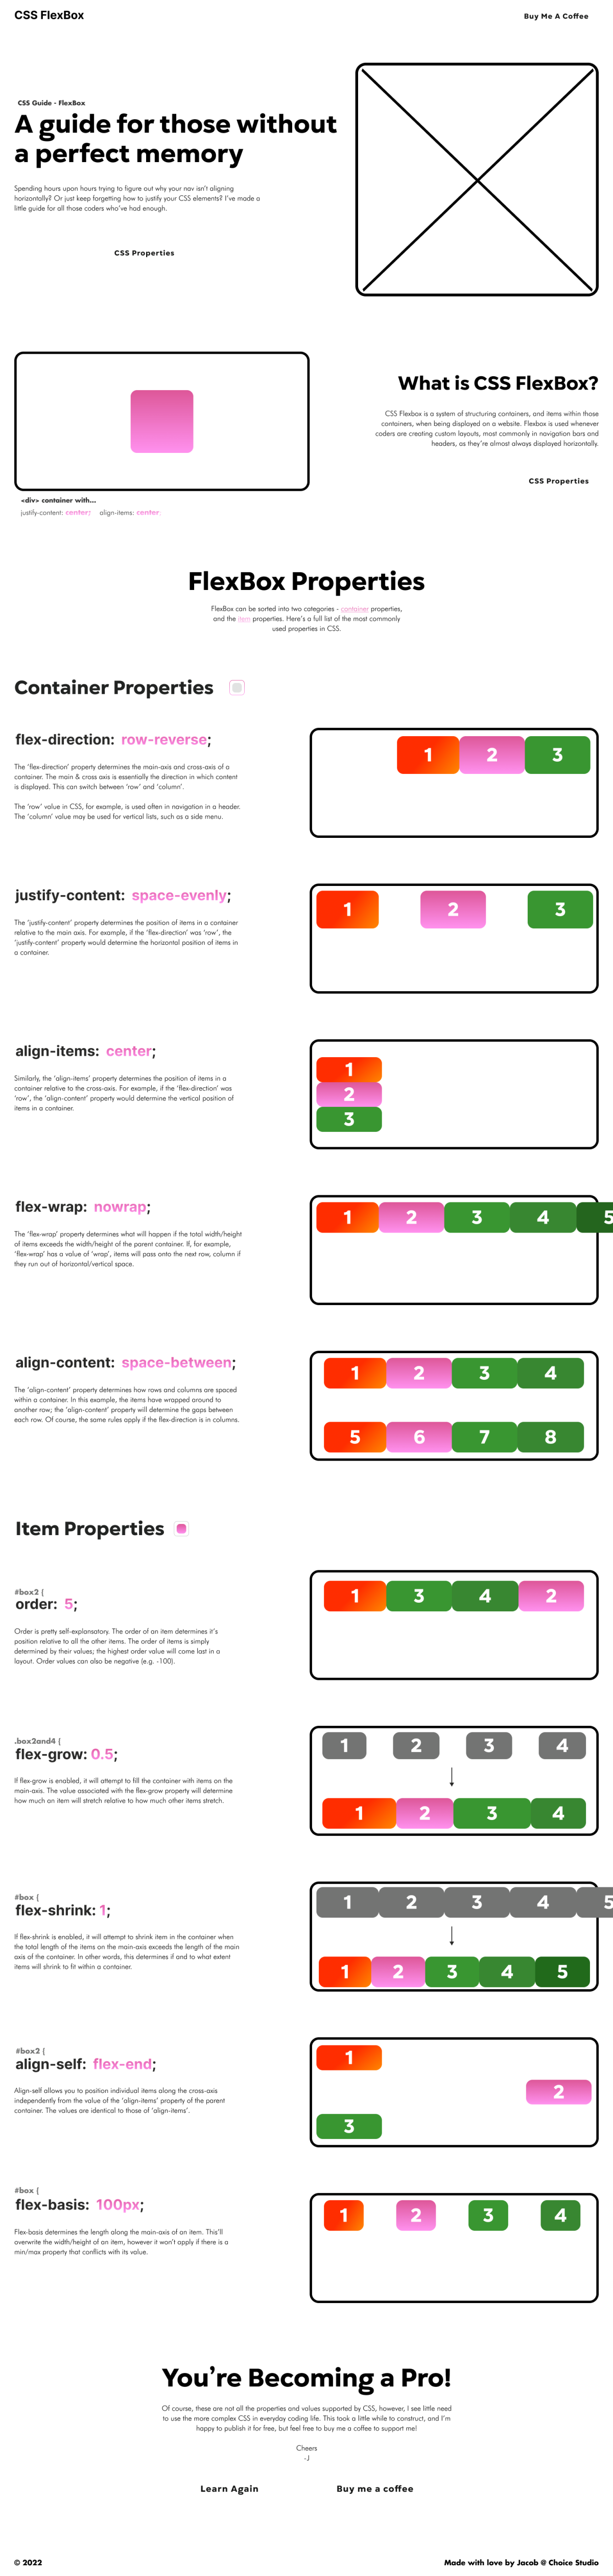 CSS FlexBox
Buy Me A Coffee
CSS Guide - FlexBox
A guide for those without
a perfect memory
Spending hours upon hours trying to figure out why your nav isn't aligning
horizontally? Or just keep forgetting how to justify your CSS elements? I've made a
little guide for all those coders who've had enough.
CSS Properties
What is CSS FlexBox?
CSS Flexbox is a system of structuring containers, and items within those
containers, when being displayed on a website. Flexbox is used whenever
coders are creating custom layouts, most commonly in navigation bars and
headers, as they're almost always displayed horizontally.
CSS Properties
<div> container with...
justify-content: center; align-items: center
FlexBox Properties
FlexBox can be sorted into two categories - container properties,
and the item properties. Here's a full list of the most commonly
used properties in CSS.
Container Properties
flex-direction: row-reverse;
The 'flex-direction' property determines the main-axis and cross-axis of a
container. The main & cross axis is essentially the direction in which content
is displayed. This can switch between 'row' and 'column'.
The 'row' value in CSS, for example, is used often in navigation in a header.
The 'column' value may be used for vertical lists, such as a side menu.
1 2 3
justify-content: space-evenly;
The 'justify-content' property determines the position of items in a container
relative to the main axis. For example, if the 'flex-direction' was 'row', the
'justify-content' property would determine the horizontal position of items in
a container.
1 2 3
align-items: center;
Similarly, the 'align-items' property determines the position of items in a
container relative to the cross-axis. For example, if the 'flex-direction' was
'row', the 'align-content' property would determine the vertical position of
items in a container.
1
2
3
flex-wrap: nowrap;
The 'flex-wrap' property determines what will happen if the total width/height
of items exceeds the width/height of the parent container. If, for example,
'flex-wrap' has a value of 'wrap', items will pass onto the next row, column if
they run out of horizontal/vertical space.
1 2 3 4 5
align-content: space-between;
The 'align-content' property determines how rows and columns are spaced
within a container. In this example, the items have wrapped around to
another row; the 'align-content' property will determine the gaps between
each row. Of course, the same rules apply if the flex-direction is in columns.
1 2 3 4
5 6 7 8
Item Properties
#box2 {
order: 5;
Order is pretty self-explanatory. The order of an item determines it's
position relative to all the other items. The order of items is simply
determined by their values; the highest order value will come last in a
layout. Order values can also be negative (e.g. -100).
1 3 4 2
.box2and4 {
flex-grow: 0.5;
If flex-grow is enabled, it will attempt to fill the container with items on the
main-axis. The value associated with the flex-grow property will determine
how much an item will stretch relative to how much other items stretch.
1 2 3 4
1 2 3 4
#box {
flex-shrink: 1;
If flex-shrink is enabled, it will attempt to shrink item in the container when
the total length of the items on the main-axis exceeds the length of the main
axis of the container. In other words, this determines if and to what extent
items will shrink to fit within a container.
1 2 3 4 5
1 2 3 4 5
#box2 {
align-self: flex-end;
Align-self allows you to position individual items along the cross-axis
independently from the value of the 'align-items' property of the parent
container. The values are identical to those of 'align-items'.
1
2
3
#box {
flex-basis: 100px;
Flex-basis determines the length along the main-axis of an item. This'll
overwrite the width/height of an item, however it won't apply if there is a
min/max property that conflicts with its value.
1 2 3 4
You're Becoming a Pro!
Of course, these are not all the properties and values supported by CSS, however, I see little need
to use the more complex CSS in everyday coding life. This took a little while to construct, and I'm
happy to publish it for free, but feel free to buy me a coffee to support me!
Cheers
-J
Learn Again
Buy me a coffee
© 2022
Made with love by Jacob @ Choice Studio